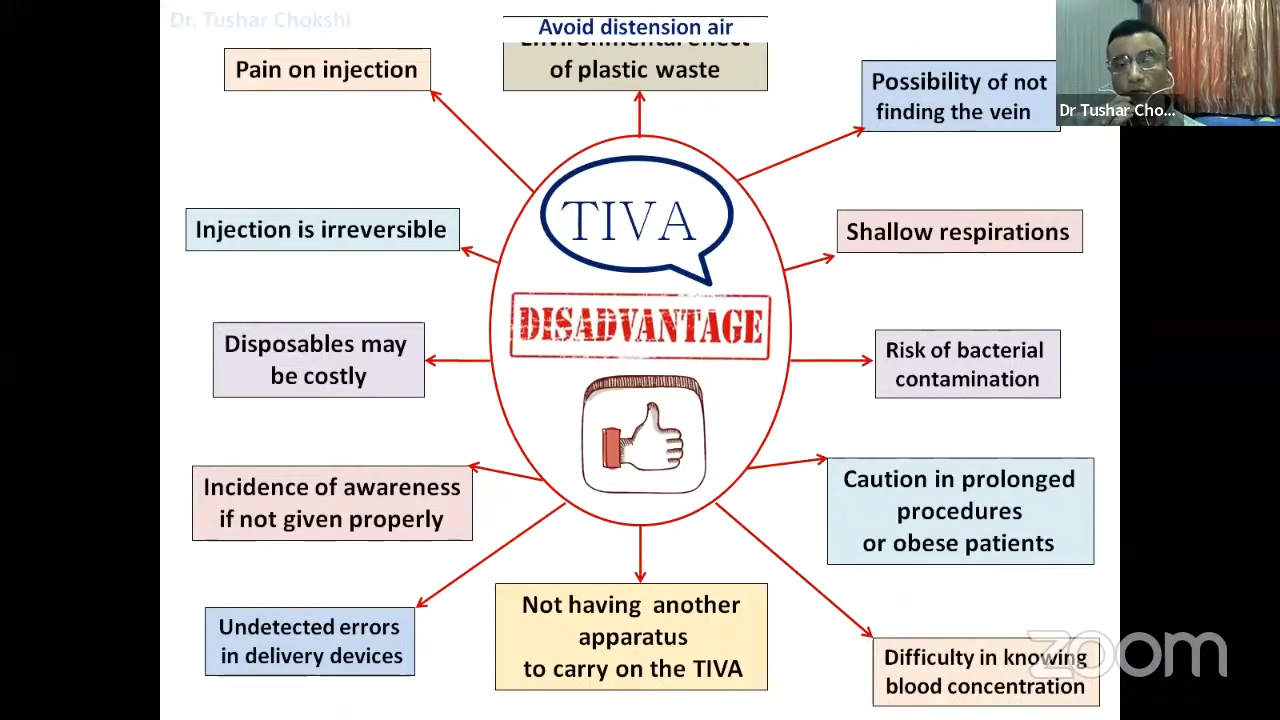 Dr. Tushar Chokshi
Avoid distension air
Environmental effect
of plastic waste
Pain on injection
Possibility of not
finding the vein
Dr Tushar Cho...
TIVA
Injection is irreversible
Shallow respirations
DISADVANTAGE
Disposables may
be costly
Risk of bacterial
contamination
Incidence of awareness
if not given properly
Caution in prolonged
procedures
or obese patients
Undetected errors
in delivery devices
Not having another
apparatus
to carry on the TIVA
Difficulty in knowing
blood concentration
zoom